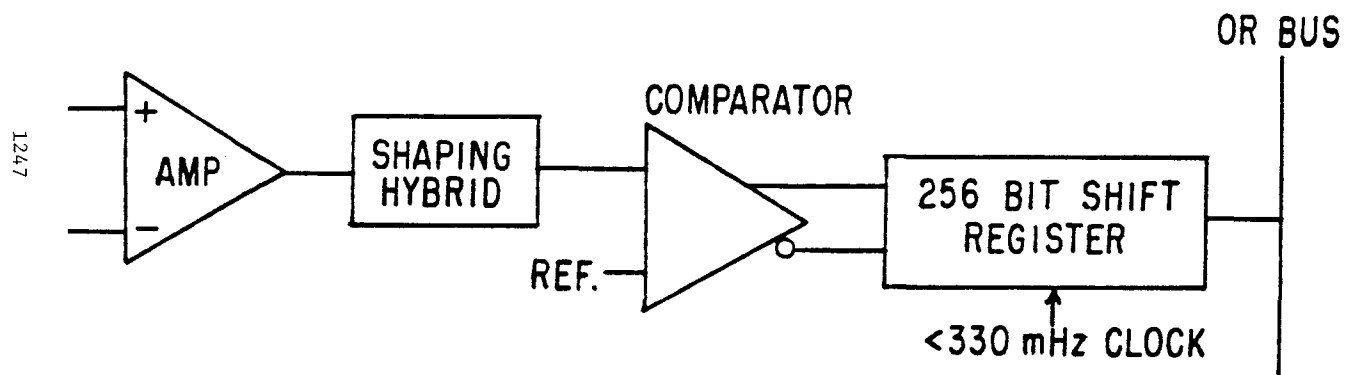 OR BUS
COMPARATOR
1247
+
AMP
-
SHAPING
HYBRID
REF.
256 BIT SHIFT
REGISTER
<330 mHz CLOCK